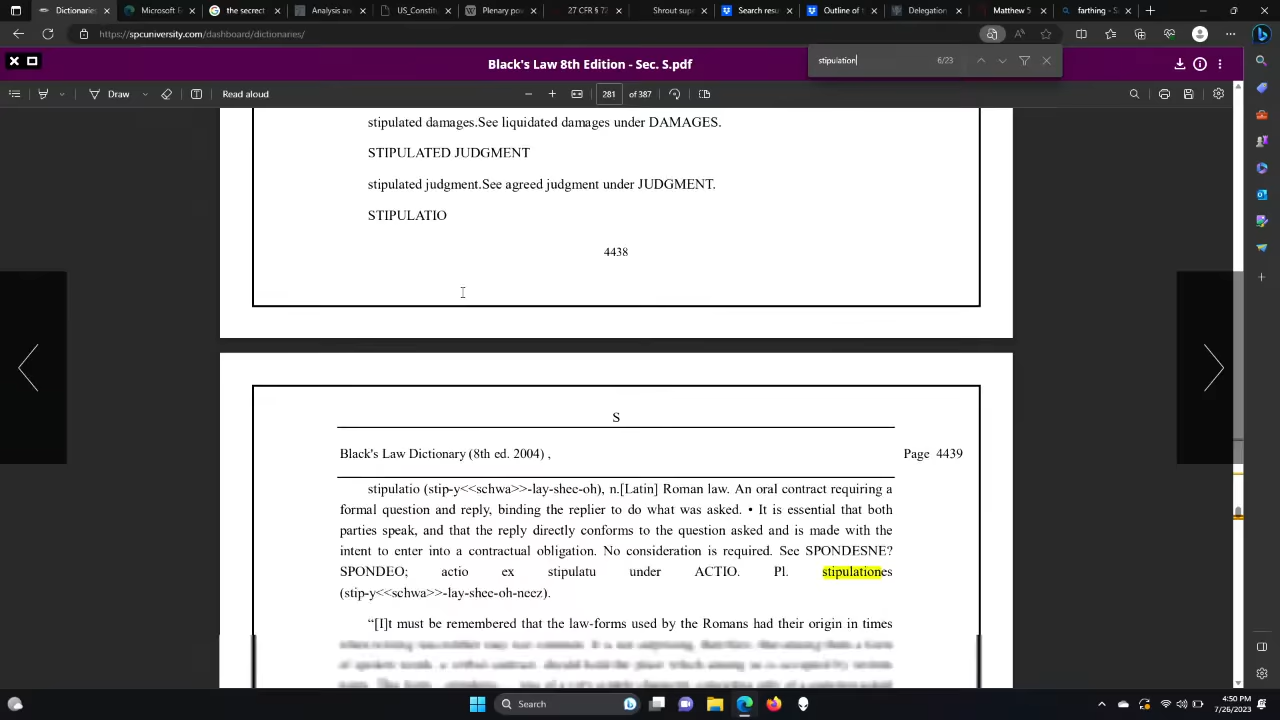 Dictionaries
Microsoft E
the secret
Analysis an
US_Constitu
Plenary pow
27 CFR § 72
Shrout supe
Search resu
Outline of t
Delegation
Matthew 5
farthing - S
https://spcuniversity.com/dashboard/dictionaries/
Black's Law 8th Edition - Sec. S.pdf
stipulation
6/23
Draw
Read aloud
281
of 387
stipulated damages.See liquidated damages under DAMAGES.
STIPULATED JUDGMENT
stipulated judgment.See agreed judgment under JUDGMENT.
STIPULATIO
4438
S
Black's Law Dictionary (8th ed. 2004) ,
Page 4439
stipulatio (stip-y<<schwa>>-lay-shee-oh), n.[Latin] Roman law. An oral contract requiring a
formal question and reply, binding the replier to do what was asked. • It is essential that both
parties speak, and that the reply directly conforms to the question asked and is made with the
intent to enter into a contractual obligation. No consideration is required. See SPONDESNE?
SPONDEO; actio ex stipulatu under ACTIO. Pl. stipulationes
(stip-y<<schwa>>-lay-shee-oh-neez).
“[I]t must be remembered that the law-forms used by the Romans had their origin in times
Search
4:50 PM
7/26/2023